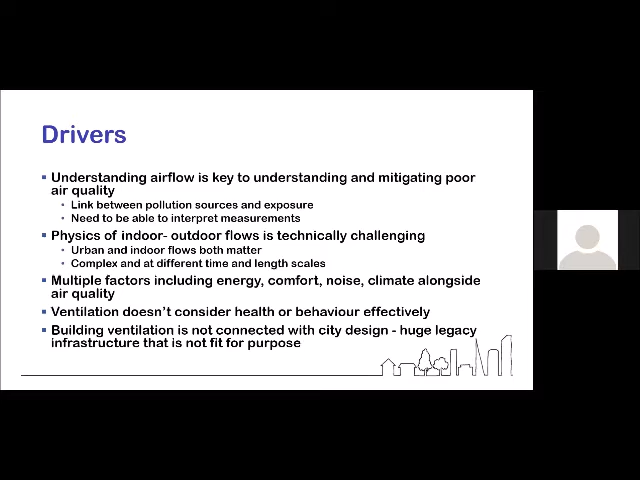 Drivers
▪ Understanding airflow is key to understanding and mitigating poor
air quality
• Link between pollution sources and exposure
• Need to be able to interpret measurements
▪ Physics of indoor- outdoor flows is technically challenging
• Urban and indoor flows both matter
• Complex and at different time and length scales
▪ Multiple factors including energy, comfort, noise, climate alongside
air quality
▪ Ventilation doesn't consider health or behaviour effectively
▪ Building ventilation is not connected with city design - huge legacy
infrastructure that is not fit for purpose